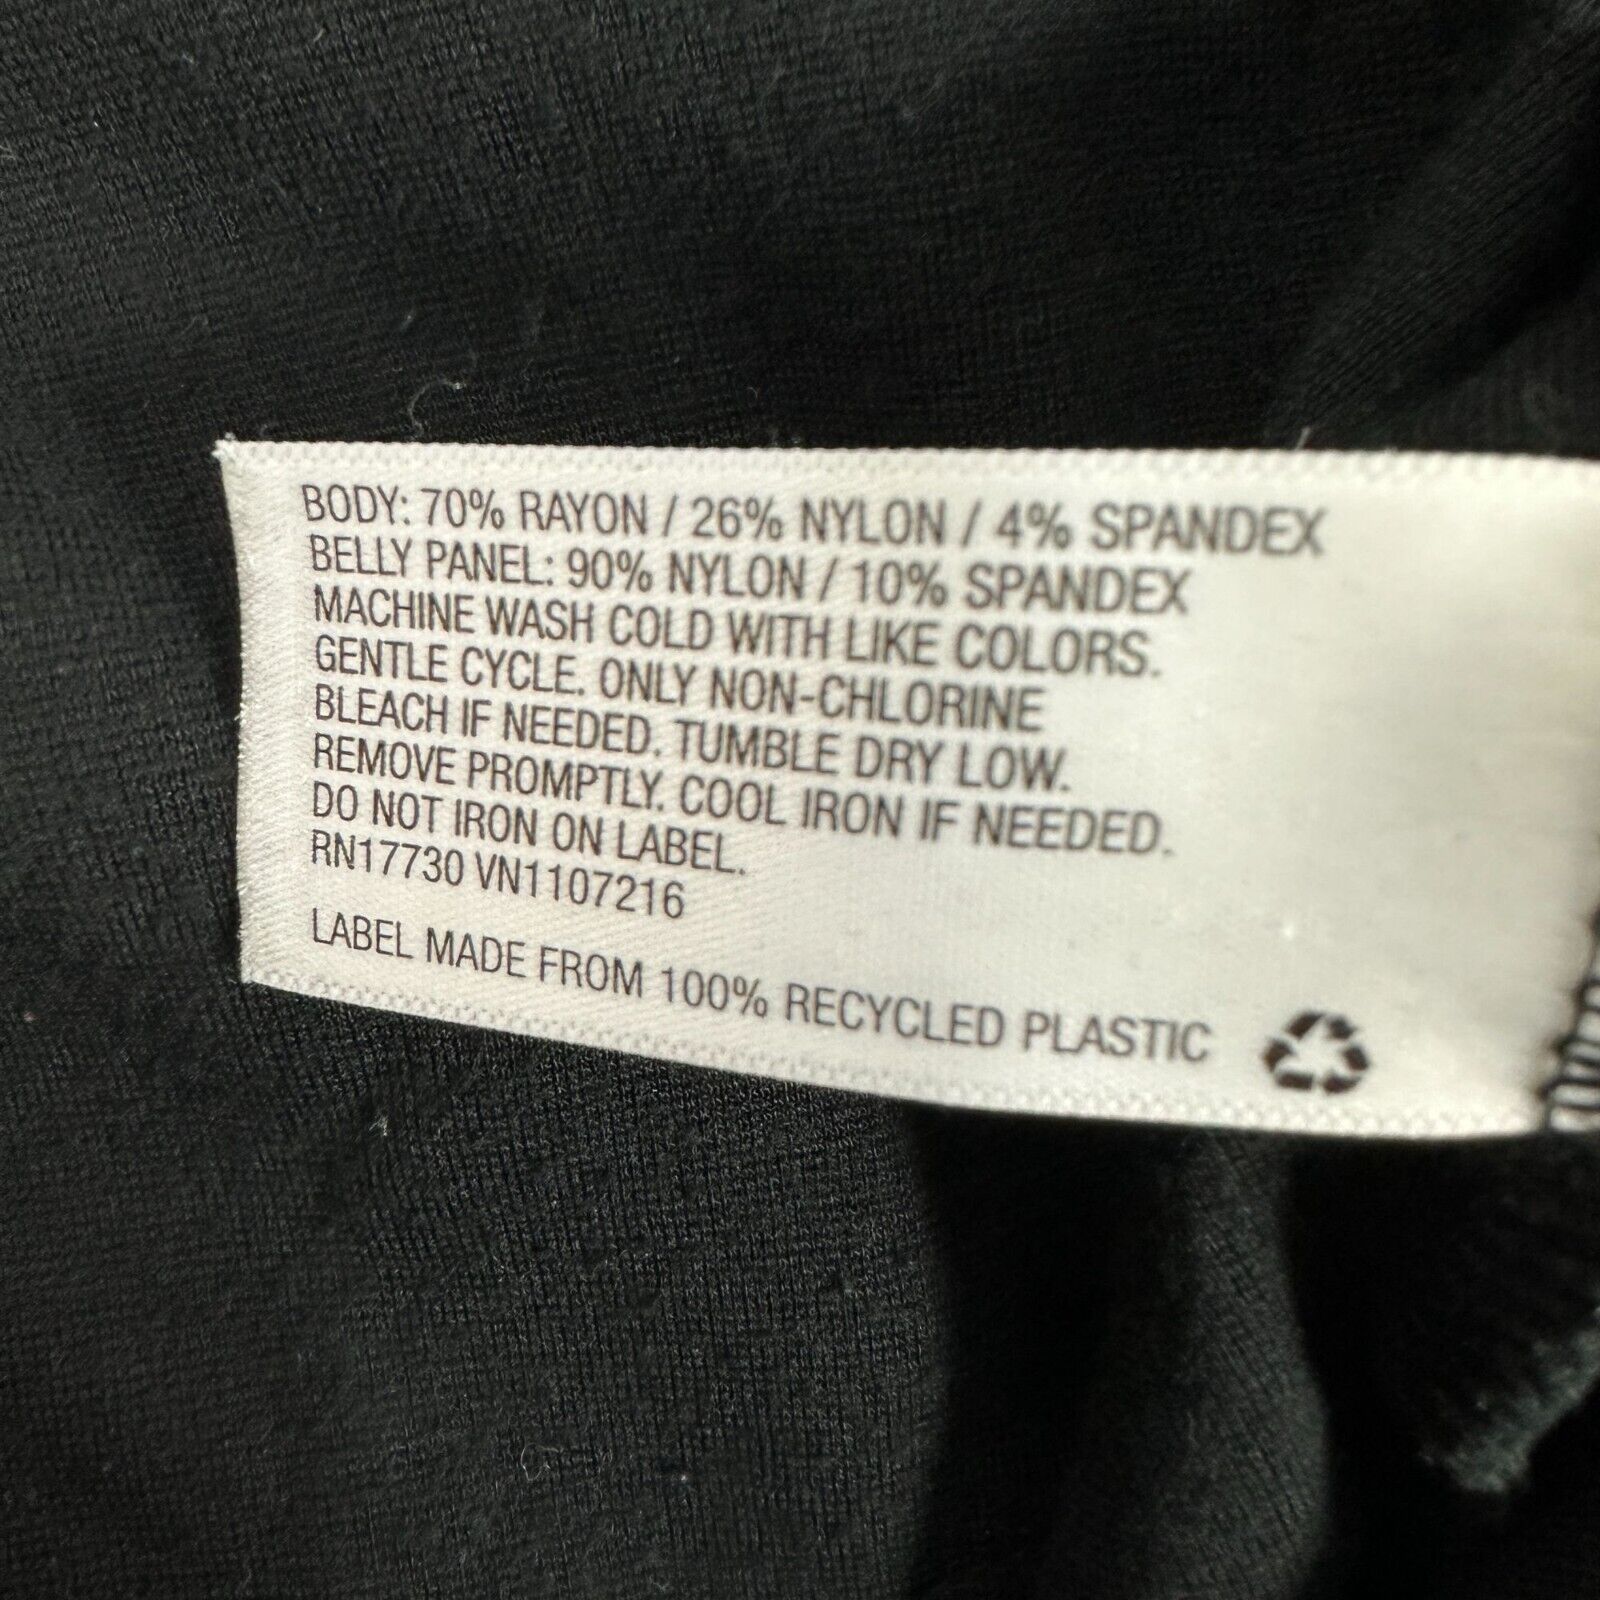 BODY: 70% RAYON / 26% NYLON / 4% SPANDEX
BELLY PANEL: 90% NYLON / 10% SPANDEX
MACHINE WASH COLD WITH LIKE COLORS.
GENTLE CYCLE. ONLY NON-CHLORINE
BLEACH IF NEEDED. TUMBLE DRY LOW.
REMOVE PROMPTLY. COOL IRON IF NEEDED.
DO NOT IRON ON LABEL.
RN17730 VN1107216
LABEL MADE FROM 100% RECYCLED PLASTIC